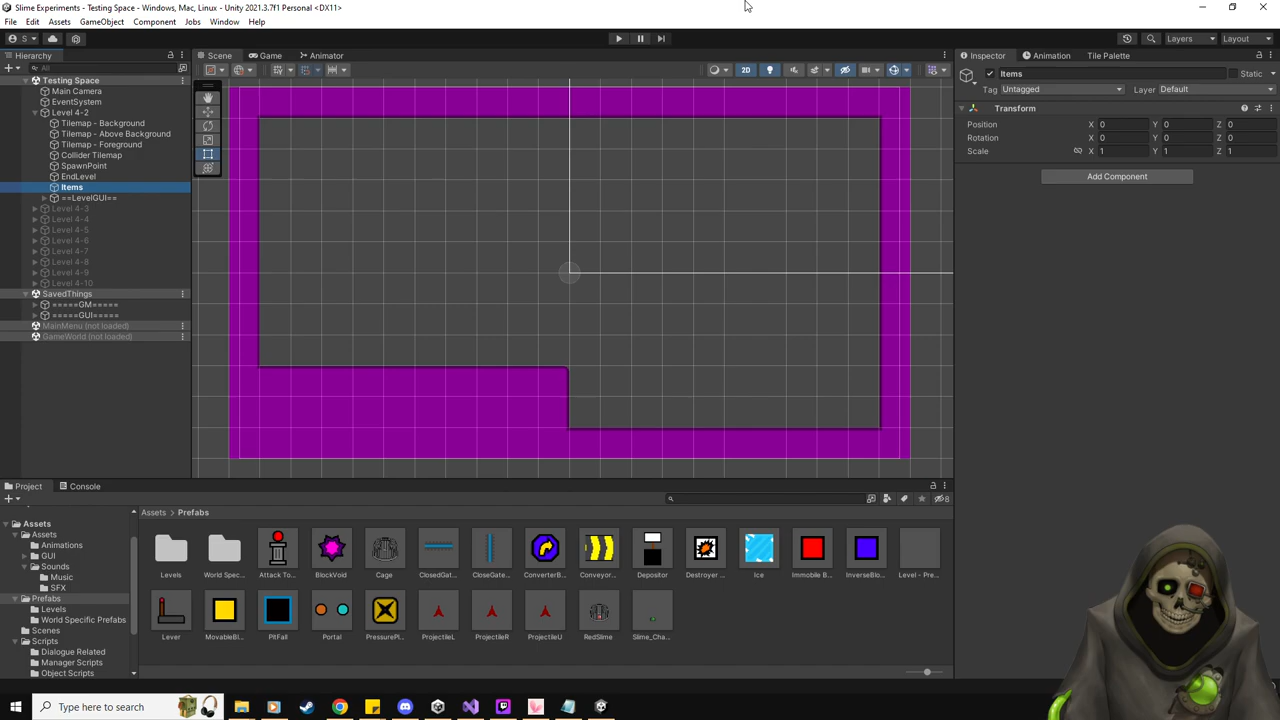 Slime Experiments - Testing Space - Windows, Mac, Linux - Unity 2021.3.7f1 Personal <DX11>
File Edit Assets GameObject Component Jobs Window Help
S
Layers Layout
Hierarchy
All
Testing Space
Main Camera
EventSystem
Level 4-2
Tilemap - Background
Tilemap - Above Background
Tilemap - Foreground
Collider Tilemap
SpawnPoint
EndLevel
Items
==LevelGUI==
Level 4-3
Level 4-4
Level 4-5
Level 4-6
Level 4-7
Level 4-8
Level 4-9
Level 4-10
SavedThings
=====GM=====
=====GUI=====
MainMenu (not loaded)
GameWorld (not loaded)
Scene Game Animator
2D
Inspector Animation Tile Palette
Items Static
Tag Untagged Layer Default
Transform
Position X 0 Y 0 Z 0
Rotation X 0 Y 0 Z 0
Scale X 1 Y 1 Z 1
Add Component
Project Console
8
Assets
Assets
Animations
GUI
Sounds
Music
SFX
Prefabs
Levels
World Specific Prefabs
Scenes
Scripts
Dialogue Related
Manager Scripts
Object Scripts
Assets > Prefabs
Levels World Spec... Attack To... BlockVoid Cage ClosedGat... CloseGate... ConverterB... Conveyor... Depositor Destroyer ... Ice Immobile B... InverseBlo... Level - Pre...
Lever MovableBl... PitFall Portal PressurePl... ProjectileL ProjectileR ProjectileU RedSlime Slime_Cha...
Type here to search